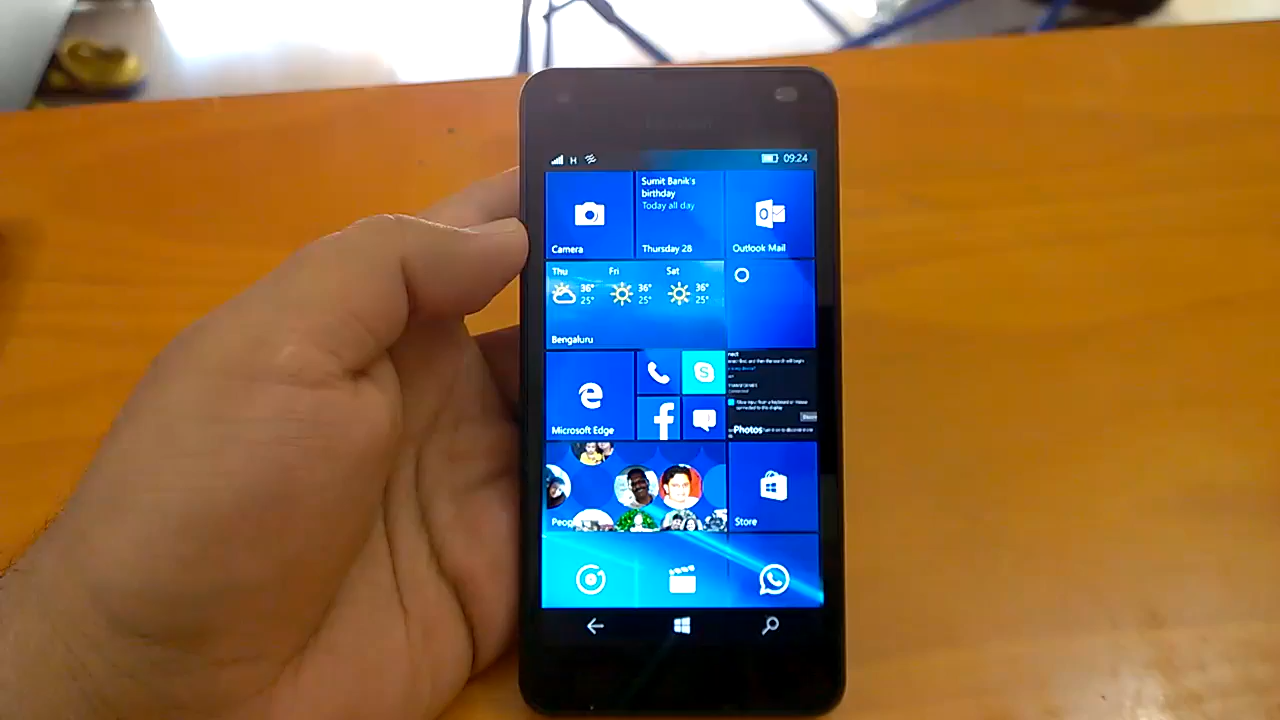 H
09:24
Camera
Sumit Banik's
birthday
Today all day
Thursday 28
Outlook Mail
Thu
Fri
Sat
36°
25°
36°
25°
36°
25°
Bengaluru
Microsoft Edge
Photos
Store